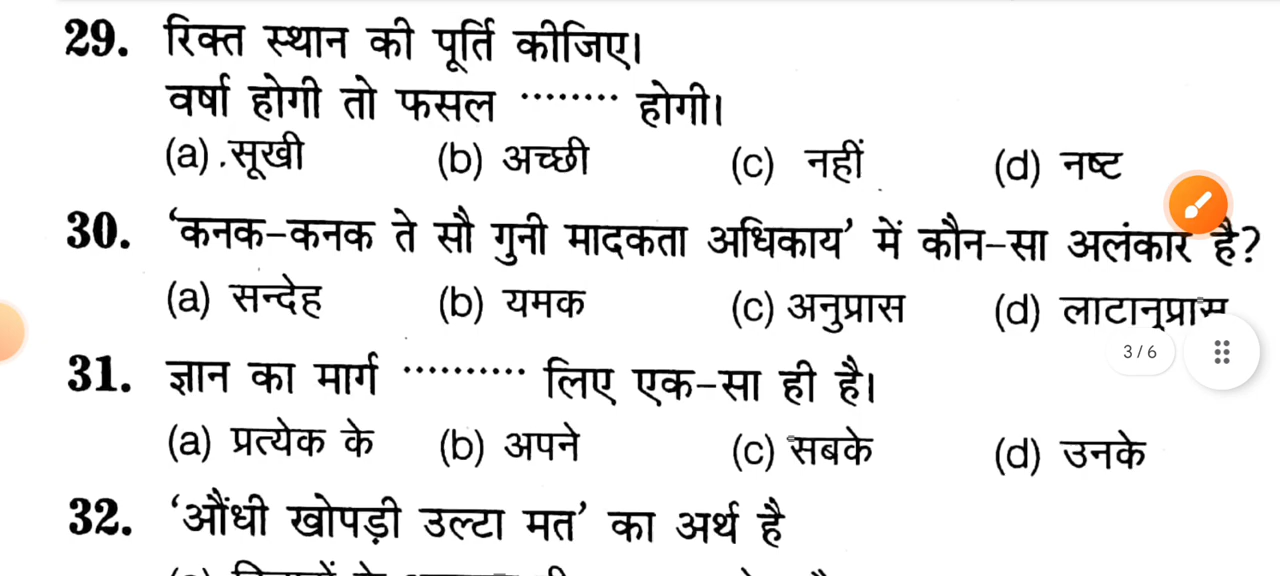 29. रिक्त स्थान की पूर्ति कीजिए।
वर्षा होगी तो फसल ········ होगी।
(a) .सूखी (b) अच्छी (c) नहीं (d) नष्ट
30. ‘कनक-कनक ते सौ गुनी मादकता अधिकाय’ में कौन-सा अलंकार है?
(a) सन्देह (b) यमक (c) अनुप्रास (d) लाटानुप्रास
3 / 6
31. ज्ञान का मार्ग ··········· लिए एक-सा ही है।
(a) प्रत्येक के (b) अपने (c) सबके (d) उनके
32. ‘औंधी खोपड़ी उल्टा मत’ का अर्थ है